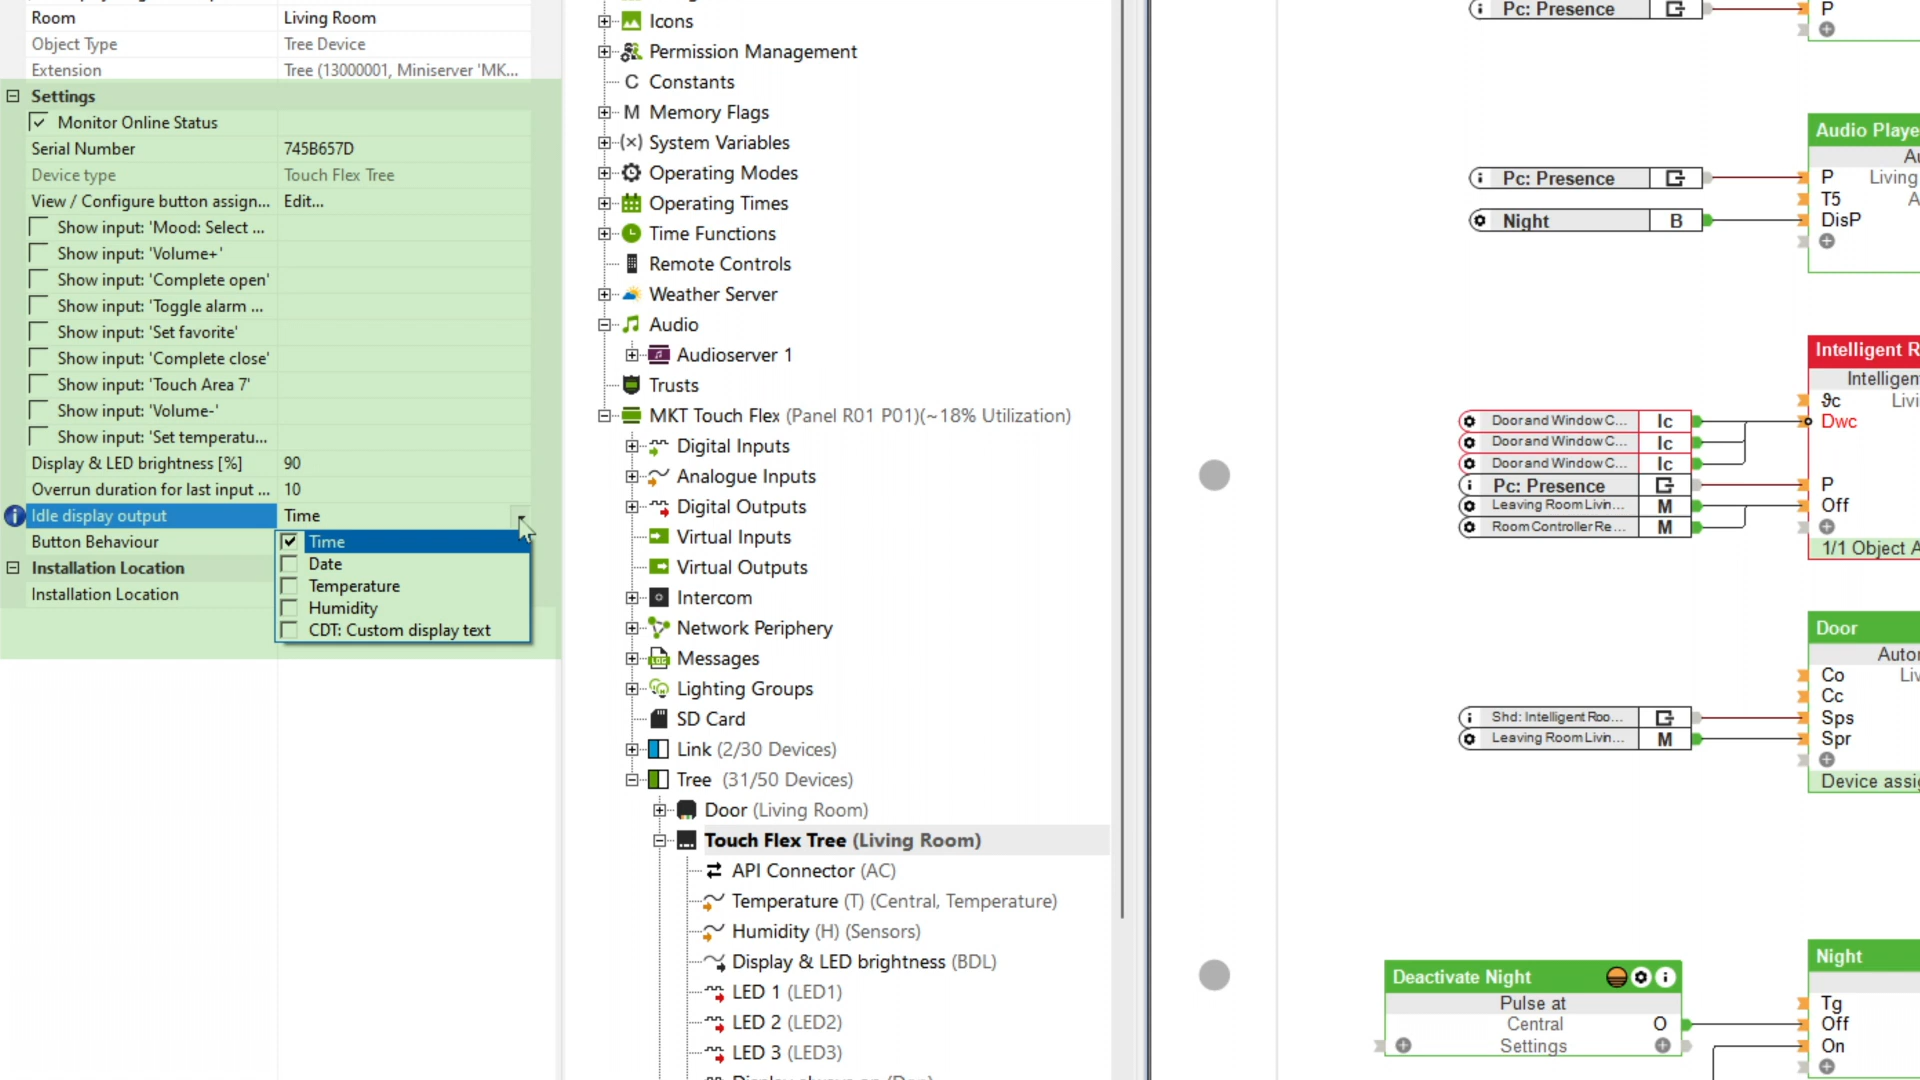 Room Living Room
Object Type Tree Device
Extension Tree (13000001, Miniserver 'MK...
Settings
Monitor Online Status
Serial Number 745B657D
Device type Touch Flex Tree
View / Configure button assign... Edit...
Show input: 'Mood: Select ...
Show input: 'Volume+'
Show input: 'Complete open'
Show input: 'Toggle alarm ...
Show input: 'Set favorite'
Show input: 'Complete close'
Show input: 'Touch Area 7'
Show input: 'Volume-'
Show input: 'Set temperatu...
Display & LED brightness [%] 90
Overrun duration for last input ... 10
Idle display output Time
Button Behaviour
Installation Location
Installation Location
Time
Date
Temperature
Humidity
CDT: Custom display text
Icons
Permission Management
C Constants
M Memory Flags
(x) System Variables
Operating Modes
Operating Times
Time Functions
Remote Controls
Weather Server
Audio
Audioserver 1
Trusts
MKT Touch Flex (Panel R01 P01)(~18% Utilization)
Digital Inputs
Analogue Inputs
Digital Outputs
Virtual Inputs
Virtual Outputs
Intercom
Network Periphery
LOG Messages
Lighting Groups
SD Card
Link (2/30 Devices)
Tree (31/50 Devices)
Door (Living Room)
Touch Flex Tree (Living Room)
API Connector (AC)
Temperature (T) (Central, Temperature)
Humidity (H) (Sensors)
Display & LED brightness (BDL)
LED 1 (LED1)
LED 2 (LED2)
LED 3 (LED3)
Pc: Presence
P
Audio Playe
Au
Pc: Presence
P Living
T5 A
Night B
DisP
Intelligent R
Intelligent
ϑc Livi
Door and Window C... Ic
Dwc
Door and Window C... Ic
Door and Window C... Ic
Pc: Presence
P
Leaving Room Livin... M
Off
Room Controller Re... M
1/1 Object A
Door
Autor
Co Liv
Cc
Shd: Intelligent Roo...
Sps
Leaving Room Livin... M
Spr
Device assig
Deactivate Night
Pulse at
Central O
Settings
Night
Tg
Off
On